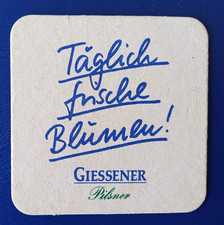 Täglich
frische
Blumen!
GIESSENER
Pilsner